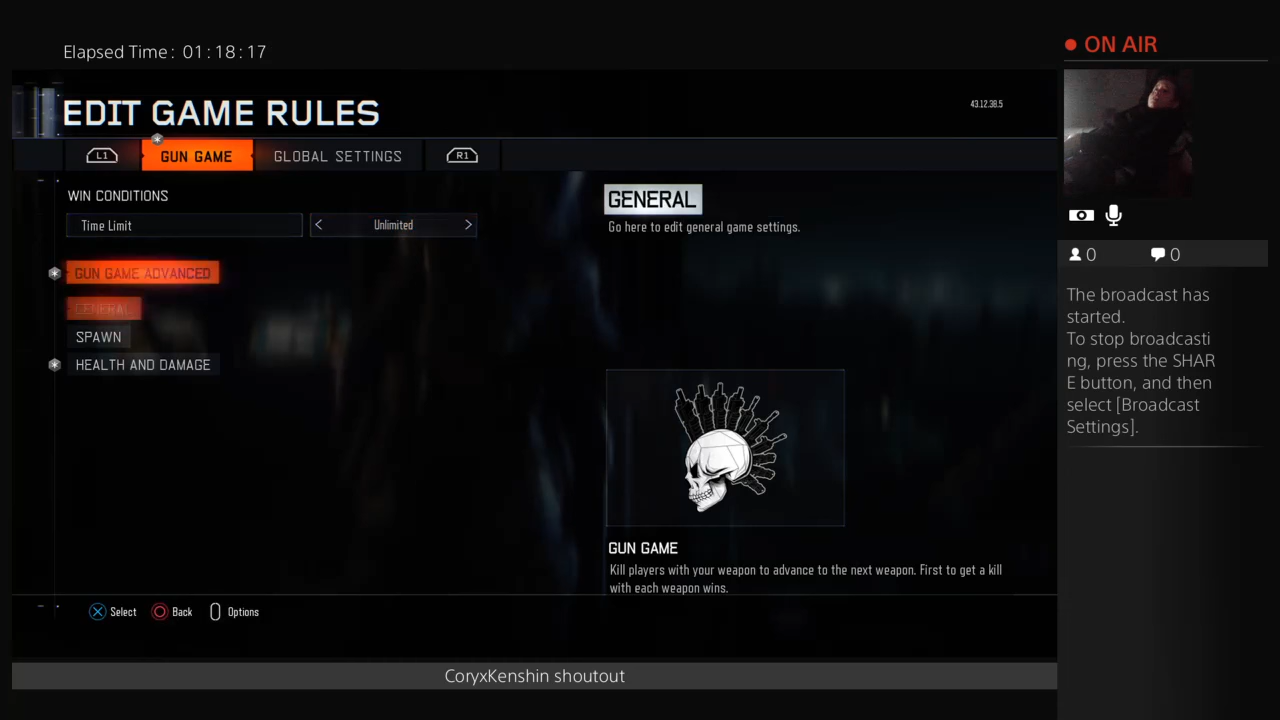 Elapsed Time: 01:18:17
ON AIR
EDIT GAME RULES
43.12.38.5
L1
GUN GAME
GLOBAL SETTINGS
R1
WIN CONDITIONS
Time Limit
Unlimited
GUN GAME ADVANCED
GENERAL
SPAWN
HEALTH AND DAMAGE
GENERAL
Go here to edit general game settings.
GUN GAME
Kill players with your weapon to advance to the next weapon. First to get a kill
with each weapon wins.
Select
Back
Options
0
0
The broadcast has
started.
To stop broadcasti
ng, press the SHAR
E button, and then
select [Broadcast
Settings].
CoryxKenshin shoutout